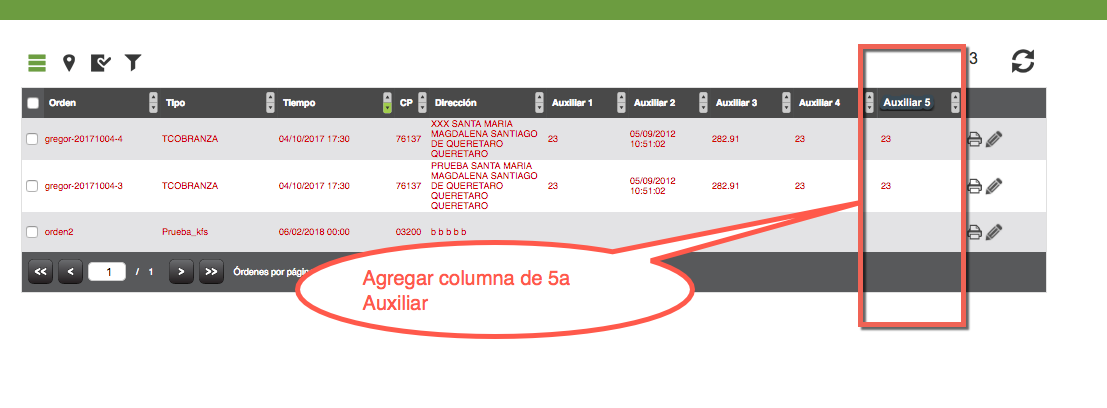 3
Orden Tipo Tiempo CP Dirección Auxiliar 1 Auxiliar 2 Auxiliar 3 Auxiliar 4 Auxiliar 5
XXX SANTA MARIA
MAGDALENA SANTIAGO
DE QUERETARO
QUERETARO
gregor-20171004-4 TCOBRANZA 04/10/2017 17:30 76137 23
05/09/2012
10:51:02
282.91 23 23
PRUEBA SANTA MARIA
MAGDALENA SANTIAGO
DE QUERETARO
QUERETARO
QUERETARO
gregor-20171004-3 TCOBRANZA 04/10/2017 17:30 76137 23
05/09/2012
10:51:02
282.91 23 23
orden2 Prueba_kfs 06/02/2018 00:00 03200 b b b b b
<< < 1 / 1 > >> Órdenes por págin
Agregar columna de 5a
Auxiliar